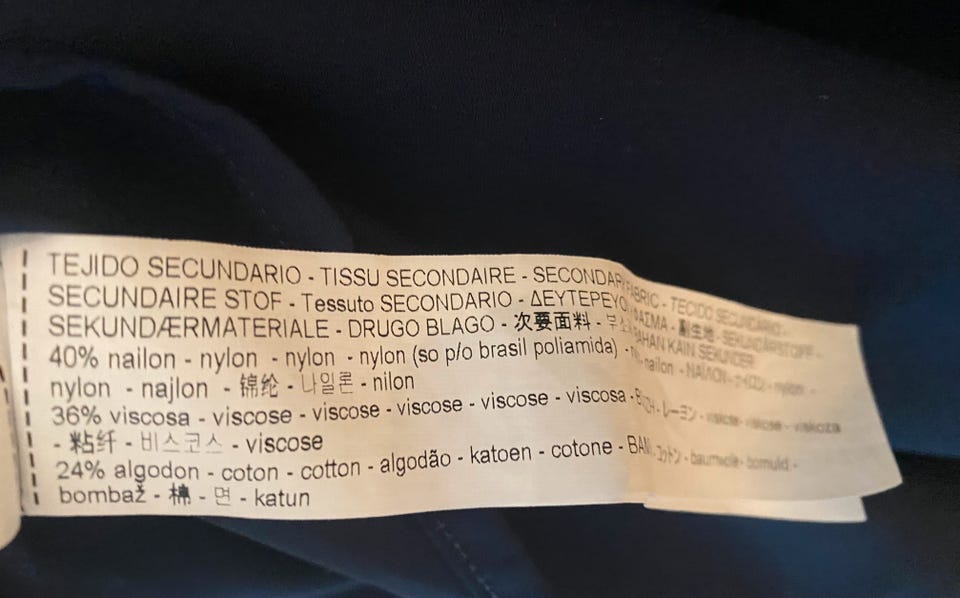 TEJIDO SECUNDARIO - TISSU SECONDAIRE - SECONDARY FABRIC - TECIDO SECUNDARIO -
SECUNDAIRE STOF - Tessuto SECONDARIO - ΔΕΥΤΕΡΕΥΟΝ ΥΦΑΣΜΑ - 副生地 - SEKUNDÄRSTOFF -
SEKUNDÆRMATERIALE - DRUGO BLAGO - 次要面料 - BAHAN KAIN SEKUNDER
40% nailon - nylon - nylon - nylon (so p/o brasil poliamida) - nailon - ΝΑΪΛΟΝ - ナイロン - nylon -
nylon - najlon - 锦纶 - 나일론 - nilon
36% viscosa - viscose - viscose - viscose - viscose - viscosa - レーヨン - viskose - viskose - viskoza
- 粘纤 - 비스코스 - viscose
24% algodon - coton - cotton - algodão - katoen - cotone - コットン - baumwolle - bomuld -
bombaž - 棉 - 면 - katun